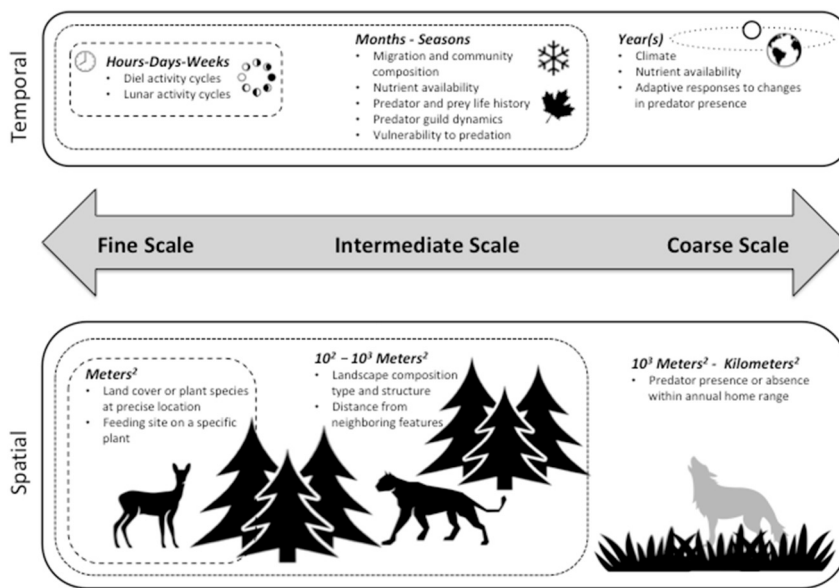 Temporal
Hours-Days-Weeks
• Diel activity cycles
• Lunar activity cycles
Months - Seasons
• Migration and community
composition
• Nutrient availability
• Predator and prey life history
• Predator guild dynamics
• Vulnerability to predation
Year(s)
• Climate
• Nutrient availability
• Adaptive responses to changes
in predator presence
Fine Scale
Intermediate Scale
Coarse Scale
Spatial
Meters²
• Land cover or plant species
at precise location
• Feeding site on a specific
plant
10² – 10³ Meters²
• Landscape composition
type and structure
• Distance from
neighboring features
10³ Meters² - Kilometers²
• Predator presence or absence
within annual home range